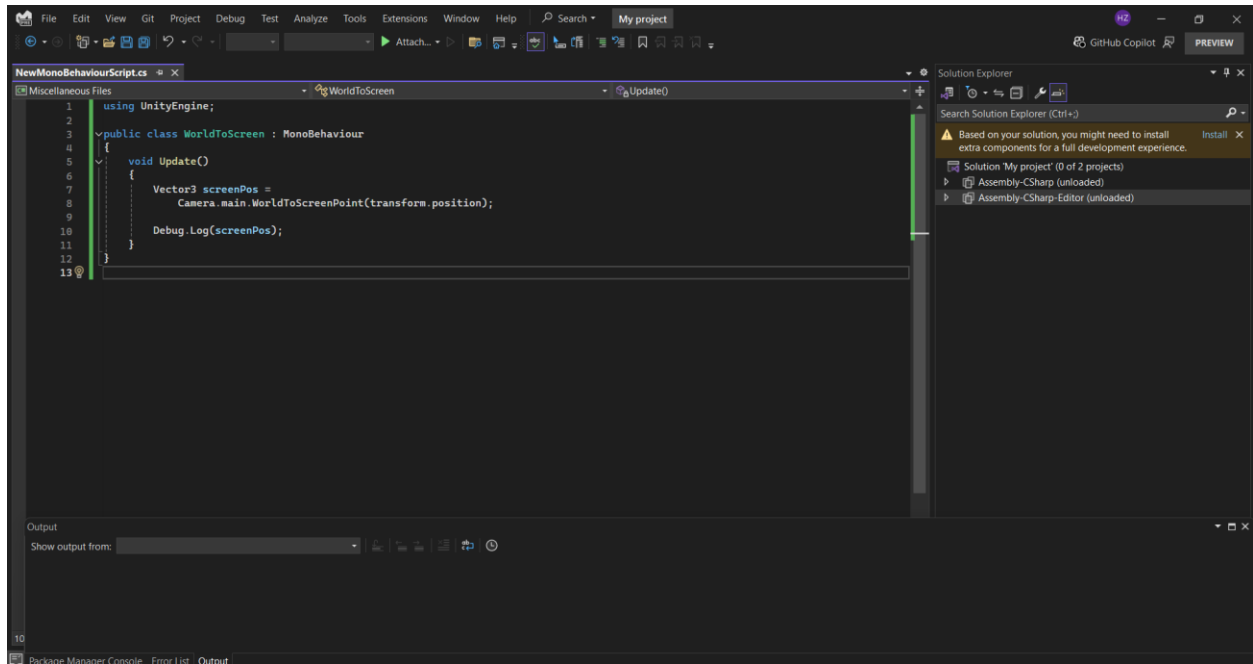 File Edit View Git Project Debug Test Analyze Tools Extensions Window Help Search My project HZ
Attach... GitHub Copilot PREVIEW
NewMonoBehaviourScript.cs
Miscellaneous Files WorldToScreen Update()
1 using UnityEngine;
2
3 public class WorldToScreen : MonoBehaviour
4 {
5 void Update()
6 {
7 Vector3 screenPos =
8 Camera.main.WorldToScreenPoint(transform.position);
9
10 Debug.Log(screenPos);
11 }
12 }
13
Solution Explorer
Search Solution Explorer (Ctrl+;)
Based on your solution, you might need to install Install
extra components for a full development experience.
Solution 'My project' (0 of 2 projects)
Assembly-CSharp (unloaded)
Assembly-CSharp-Editor (unloaded)
Output
Show output from:
10
Package Manager Console Error List Output